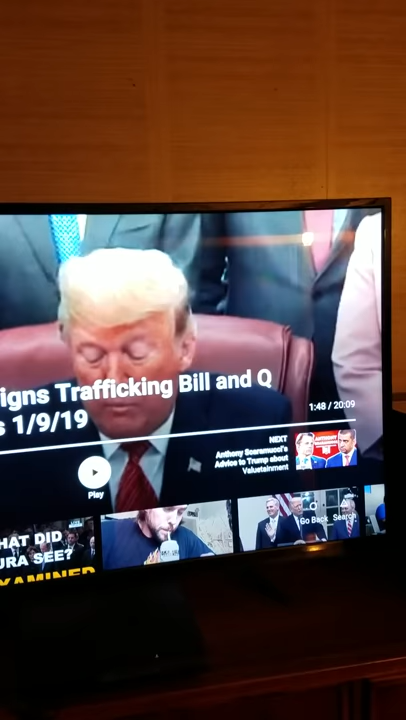 igns Trafficking Bill and Q
s 1/9/19
1:48 / 20:09
NEXT
Anthony Scaramucci's
Advice to Trump about
Valuetainment
ANTHONY
Play
Go Back Search
HAT DID
URA SEE?
XAMINED